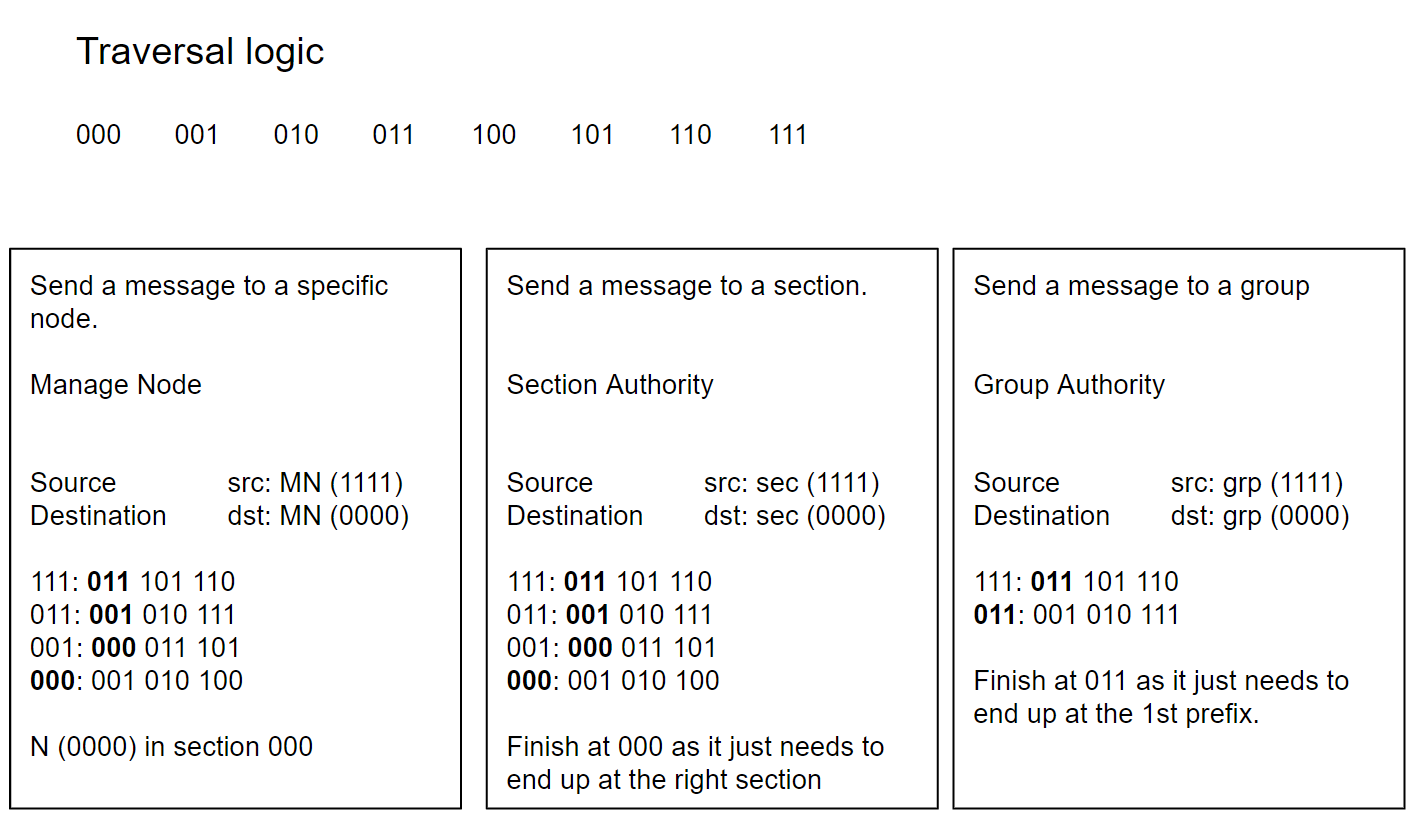 Traversal logic
000 001 010 011 100 101 110 111
Send a message to a specific
node.
Manage Node
Source src: MN (1111)
Destination dst: MN (0000)
111: 011 101 110
011: 001 010 111
001: 000 011 101
000: 001 010 100
N (0000) in section 000
Send a message to a section.
Section Authority
Source src: sec (1111)
Destination dst: sec (0000)
111: 011 101 110
011: 001 010 111
001: 000 011 101
000: 001 010 100
Finish at 000 as it just needs to
end up at the right section
Send a message to a group
Group Authority
Source src: grp (1111)
Destination dst: grp (0000)
111: 011 101 110
011: 001 010 111
Finish at 011 as it just needs to
end up at the 1st prefix.